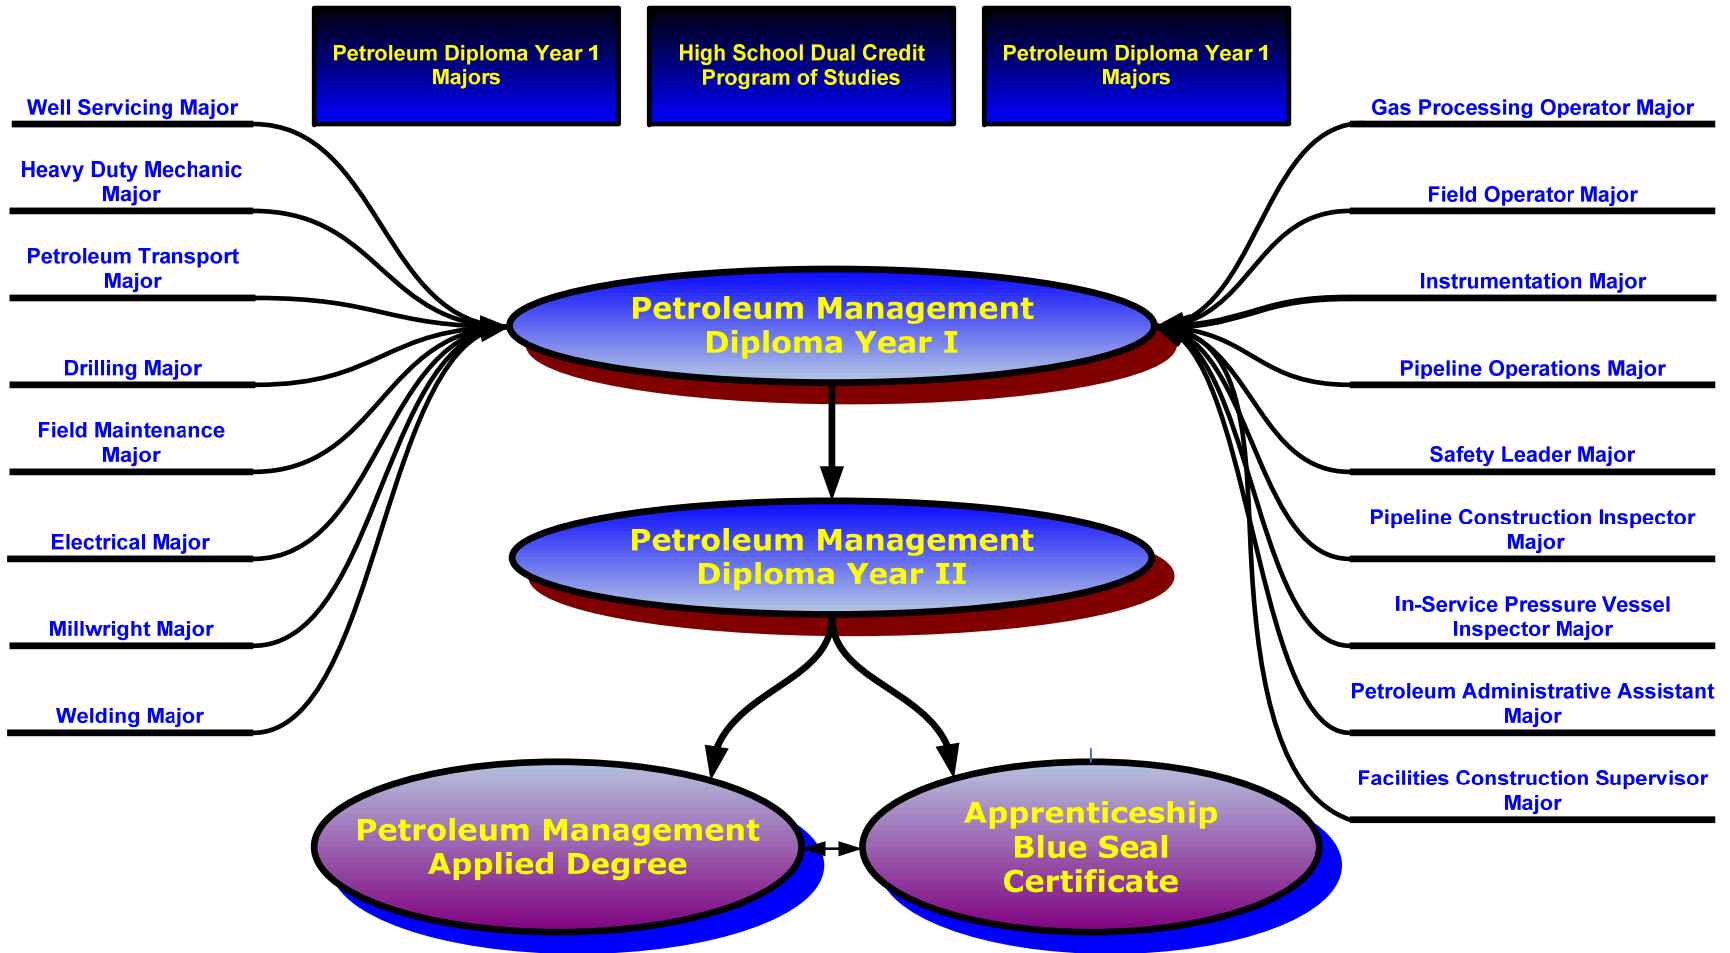 Petroleum Diploma Year 1
Majors
High School Dual Credit
Program of Studies
Petroleum Diploma Year 1
Majors
Well Servicing Major
Heavy Duty Mechanic
Major
Petroleum Transport
Major
Drilling Major
Field Maintenance
Major
Electrical Major
Millwright Major
Welding Major
Petroleum Management
Diploma Year I
Petroleum Management
Diploma Year II
Petroleum Management
Applied Degree
Apprenticeship
Blue Seal
Certificate
Gas Processing Operator Major
Field Operator Major
Instrumentation Major
Pipeline Operations Major
Safety Leader Major
Pipeline Construction Inspector
Major
In-Service Pressure Vessel
Inspector Major
Petroleum Administrative Assistant
Major
Facilities Construction Supervisor
Major